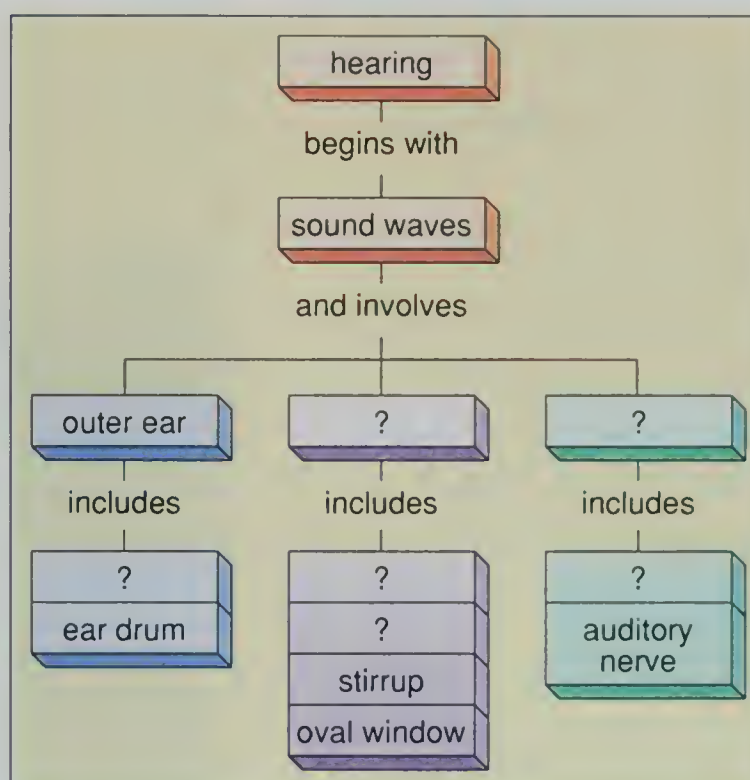 hearing
begins with
sound waves
and involves
outer ear
?
?
includes
includes
includes
?
ear drum
?
?
stirrup
oval window
?
auditory
nerve